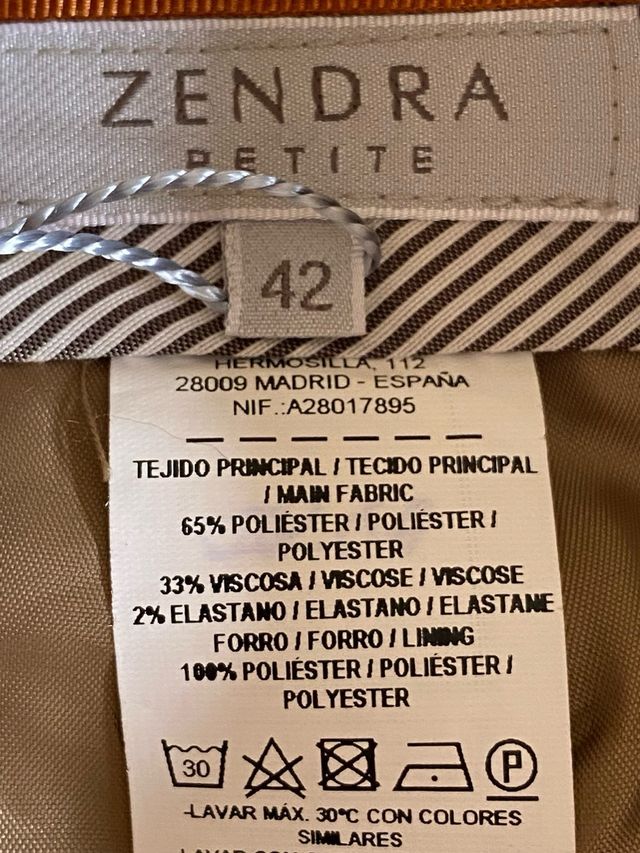 ZENDRA
PETITE
42
HERMOSILLA, 112
28009 MADRID - ESPAÑA
NIF.:A28017895
TEJIDO PRINCIPAL / TECIDO PRINCIPAL
/ MAIN FABRIC
65% POLIÉSTER / POLIÉSTER /
POLYESTER
33% VISCOSA / VISCOSE / VISCOSE
2% ELASTANO / ELASTANO / ELASTANE
FORRO / FORRO / LINING
100% POLIÉSTER / POLIÉSTER /
POLYESTER
30
P
-LAVAR MÁX. 30ºC CON COLORES
SIMILARES